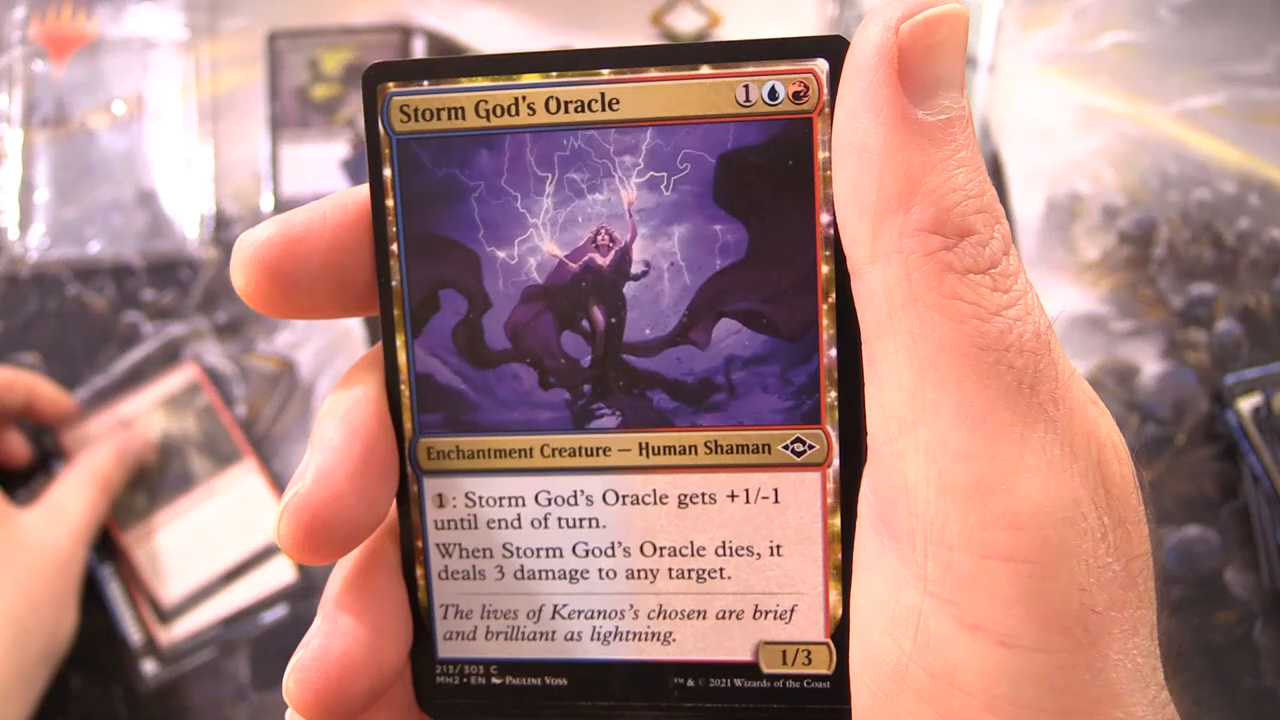 Storm God's Oracle 1
Enchantment Creature — Human Shaman
1: Storm God's Oracle gets +1/-1
until end of turn.
When Storm God's Oracle dies, it
deals 3 damage to any target.
The lives of Keranos's chosen are brief
and brilliant as lightning.
1/3
213/303 C
MH2 • EN Pauline Voss
™ & © 2021 Wizards of the Coast